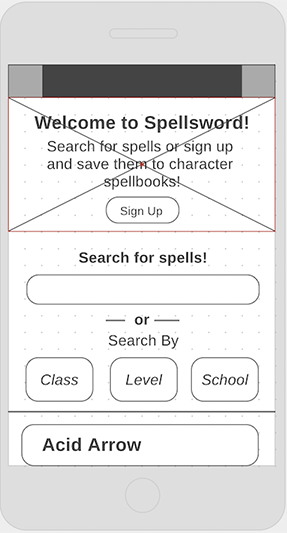 Welcome to Spellsword!
Search for spells or sign up
and save them to character
spellbooks!
Sign Up
Search for spells!
or
Search By
Class Level School
Acid Arrow